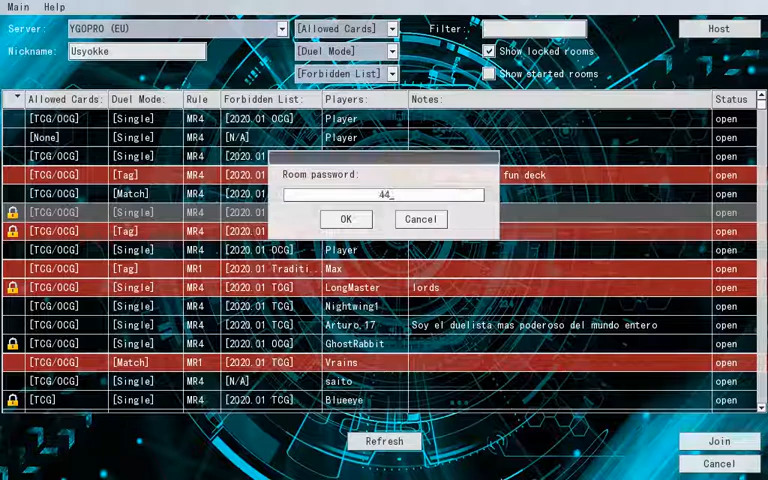 Main Help
Server: YGOPRO (EU) [Allowed Cards] Filter: Host
Nickname: Usyokke [Duel Mode] Show locked rooms
[Forbidden List] Show started rooms
Allowed Cards: Duel Mode: Rule Forbidden List: Players: Notes: Status
[TCG/OCG] [Single] MR4 [2020.01 OCG] Player open
[None] [Single] MR4 [N/A] Player open
[TCG/OCG] [Single] MR4 [2020.01 open
[TCG/OCG] [Tag] MR4 [2020.01 fun deck open
[TCG/OCG] [Match] MR4 [2020.01 open
[TCG/OCG] [Single] MR4 [2020.01 open
[TCG/OCG] [Tag] MR4 [2020.01 open
Room password:
44_
OK Cancel
[TCG/OCG] [Single] MR4 [2020.01 OCG] Player open
[TCG/OCG] [Tag] MR1 [2020.01 Traditi... Max open
[TCG/OCG] [Single] MR4 [2020.01 TCG] LongMaster lords open
[TCG/OCG] [Single] MR4 [2020.01 TCG] Nightwing1 open
[TCG/OCG] [Single] MR4 [2020.01 TCG] Arturo.17 Soy el duelista mas poderoso del mundo entero open
[TCG/OCG] [Single] MR4 [2020.01 TCG] GhostRabbit open
[TCG/OCG] [Match] MR1 [2020.01 TCG] Vrains open
[TCG/OCG] [Single] MR4 [N/A] saito open
[TCG] [Single] MR4 [2020.01 TCG] Blueeye open
Refresh Join
Cancel